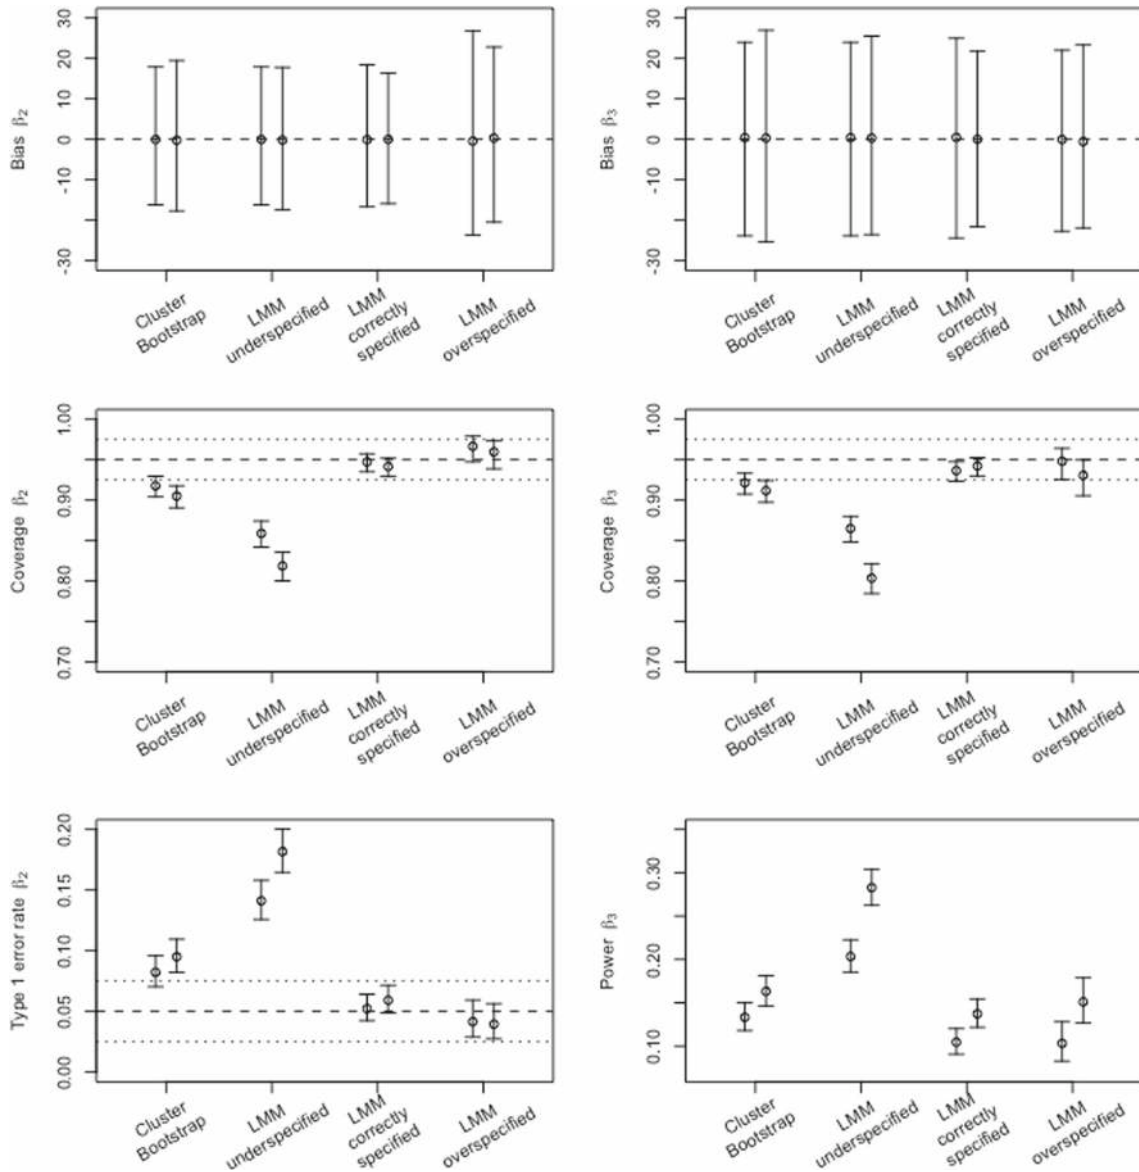 Bias β2
30
20
10
0
-10
-30
Cluster
Bootstrap
LMM
underspecified
LMM
correctly
specified
LMM
overspecified
Bias β3
30
20
10
0
-10
-30
Cluster
Bootstrap
LMM
underspecified
LMM
correctly
specified
LMM
overspecified
Coverage β2
1.00
0.90
0.80
0.70
Cluster
Bootstrap
LMM
underspecified
LMM
correctly
specified
LMM
overspecified
Coverage β3
1.00
0.90
0.80
0.70
Cluster
Bootstrap
LMM
underspecified
LMM
correctly
specified
LMM
overspecified
Type 1 error rate β2
0.20
0.15
0.10
0.05
0.00
Cluster
Bootstrap
LMM
underspecified
LMM
correctly
specified
LMM
overspecified
Power β3
0.30
0.20
0.10
Cluster
Bootstrap
LMM
underspecified
LMM
correctly
specified
LMM
overspecified